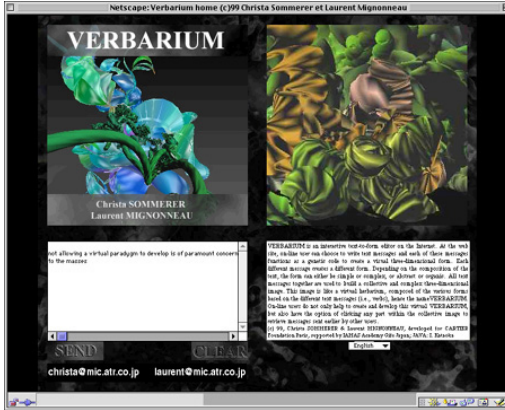 Netscape: Verbarium home (c)99 Christa Sommerer et Laurent Mignonneau
VERBARIUM
Christa SOMMERER
Laurent MIGNONNEAU
not allowing a virtual paradygm to develop is of paramount concern
to the masses
SEND
CLEAR
christa@mic.atr.co.jp laurent@mic.atr.co.jp
VERBARIUM is an interactive text-to-form editor on the Internet. At the web
site, on-line user can choose to write text messages and each of these messages
functions as a genetic code to create a virtual three-dimensional form. Each
different message creates a different form. Depending on the composition of the
text, the form can either be simple or complex, or abstract or organic. All text
messages together are used to build a collective and complex three-dimensional
image. This image is like a virtual herbarium, composed of the various forms
based on the different text messages (i.e., verbs), hence the name VERBARIUM.
On-line users do not only help to create and develop this virtual VERBARIUM,
but also have the option of clicking any part within the collective image to
retrieve messages sent earlier by other users.
(c) 99, Christa SOMMERER & Laurent MIGNONNEAU, developed for CARTIER
Foundation Paris, supported by IAMAS Academy Gifu Japan, JAVA:
English